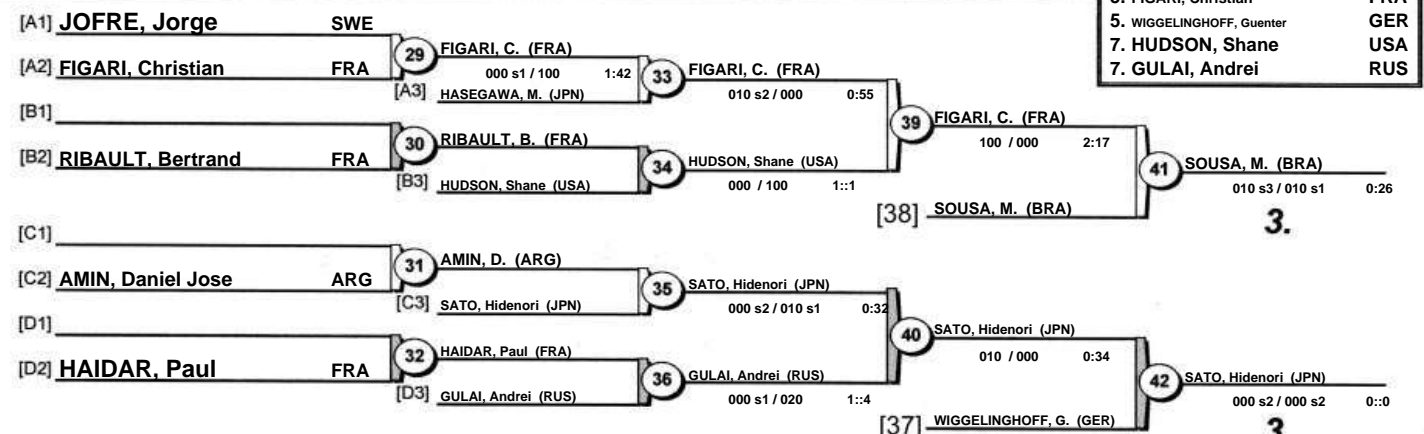 5. FIGARI, Christian FRA
5. WIGGELINGHOFF, Guenter GER
7. HUDSON, Shane USA
7. GULAI, Andrei RUS
[A1] JOFRE, Jorge SWE
29 FIGARI, C. (FRA)
[A2] FIGARI, Christian FRA
000 s1 / 100 1:42
33 FIGARI, C. (FRA)
[A3] HASEGAWA, M. (JPN)
010 s2 / 000 0:55
[B1]
39 FIGARI, C. (FRA)
30 RIBAULT, B. (FRA)
100 / 000 2:17
[B2] RIBAULT, Bertrand FRA
34 HUDSON, Shane (USA)
41 SOUSA, M. (BRA)
[B3] HUDSON, Shane (USA)
000 / 100 1::1
010 s3 / 010 s1 0:26
[38] SOUSA, M. (BRA)
3.
[C1]
31 AMIN, D. (ARG)
[C2] AMIN, Daniel Jose ARG
35 SATO, Hidenori (JPN)
[C3] SATO, Hidenori (JPN)
000 s2 / 010 s1 0:32
[D1]
40 SATO, Hidenori (JPN)
32 HAIDAR, Paul (FRA)
010 / 000 0:34
[D2] HAIDAR, Paul FRA
36 GULAI, Andrei (RUS)
42 SATO, Hidenori (JPN)
[D3] GULAI, Andrei (RUS)
000 s1 / 020 1::4
000 s2 / 000 s2 0::0
[37] WIGGELINGHOFF, G. (GER)
3.